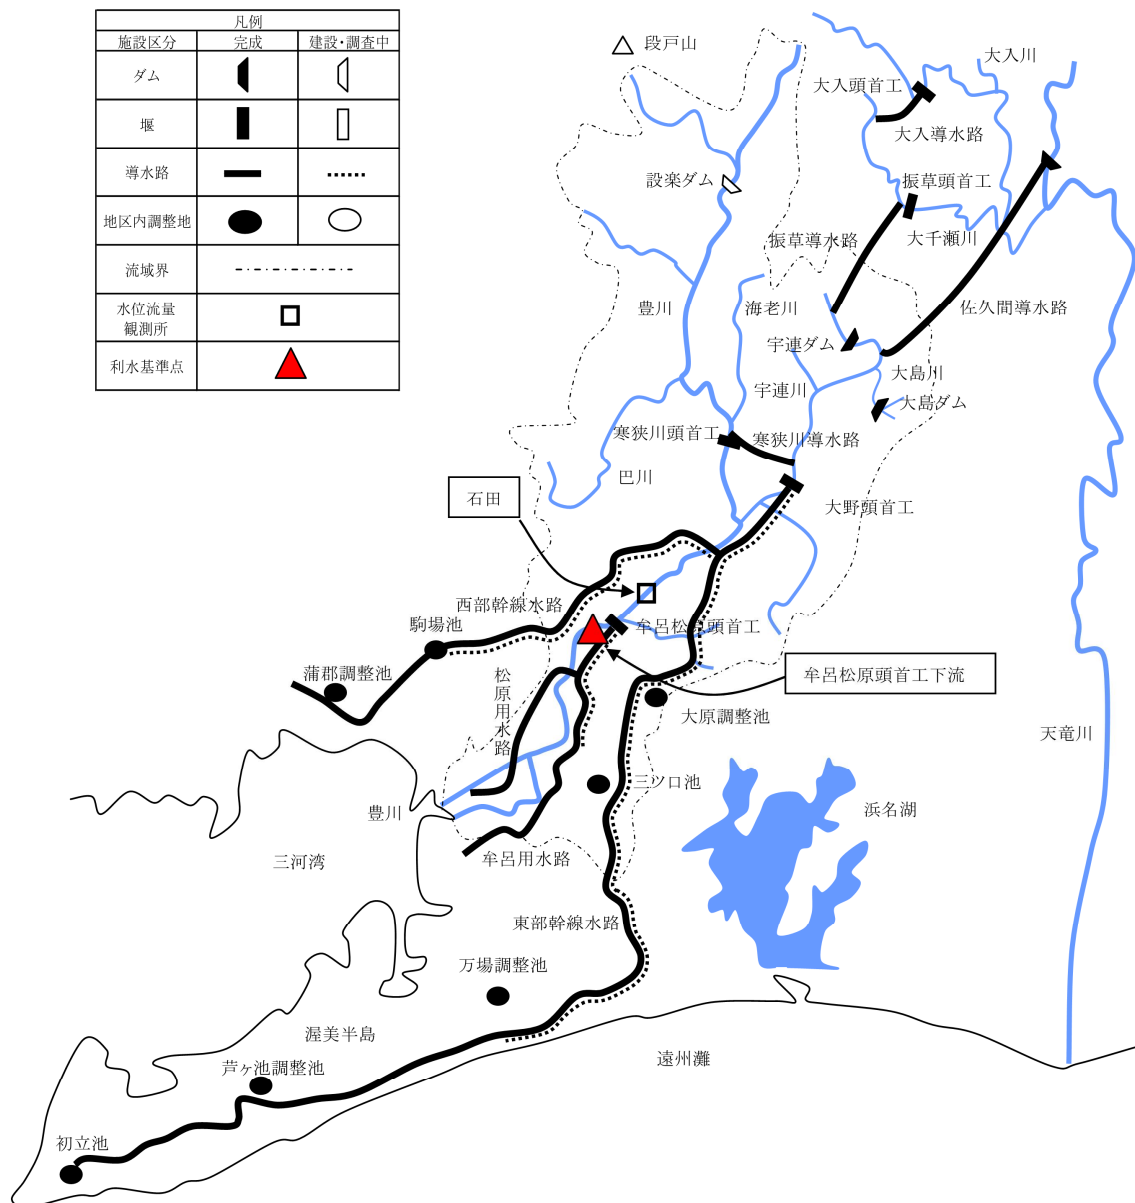 凡例
施設区分 完成 建設・調査中
ダム
堰
導水路
地区内調整地
流域界
水位流量
観測所
利水基準点
段戸山
大入川
大入頭首工
大入導水路
設楽ダム
振草頭首工
振草導水路
大千瀬川
豊川
海老川
佐久間導水路
宇連ダム
大島川
宇連川
大島ダム
寒狭川頭首工
寒狭川導水路
巴川
石田
大野頭首工
西部幹線水路
駒場池
牟呂松原頭首工
蒲郡調整池
松原用水路
牟呂松原頭首工下流
大原調整池
天竜川
三ツ口池
豊川
浜名湖
三河湾
牟呂用水路
東部幹線水路
万場調整池
渥美半島
遠州灘
芦ヶ池調整池
初立池